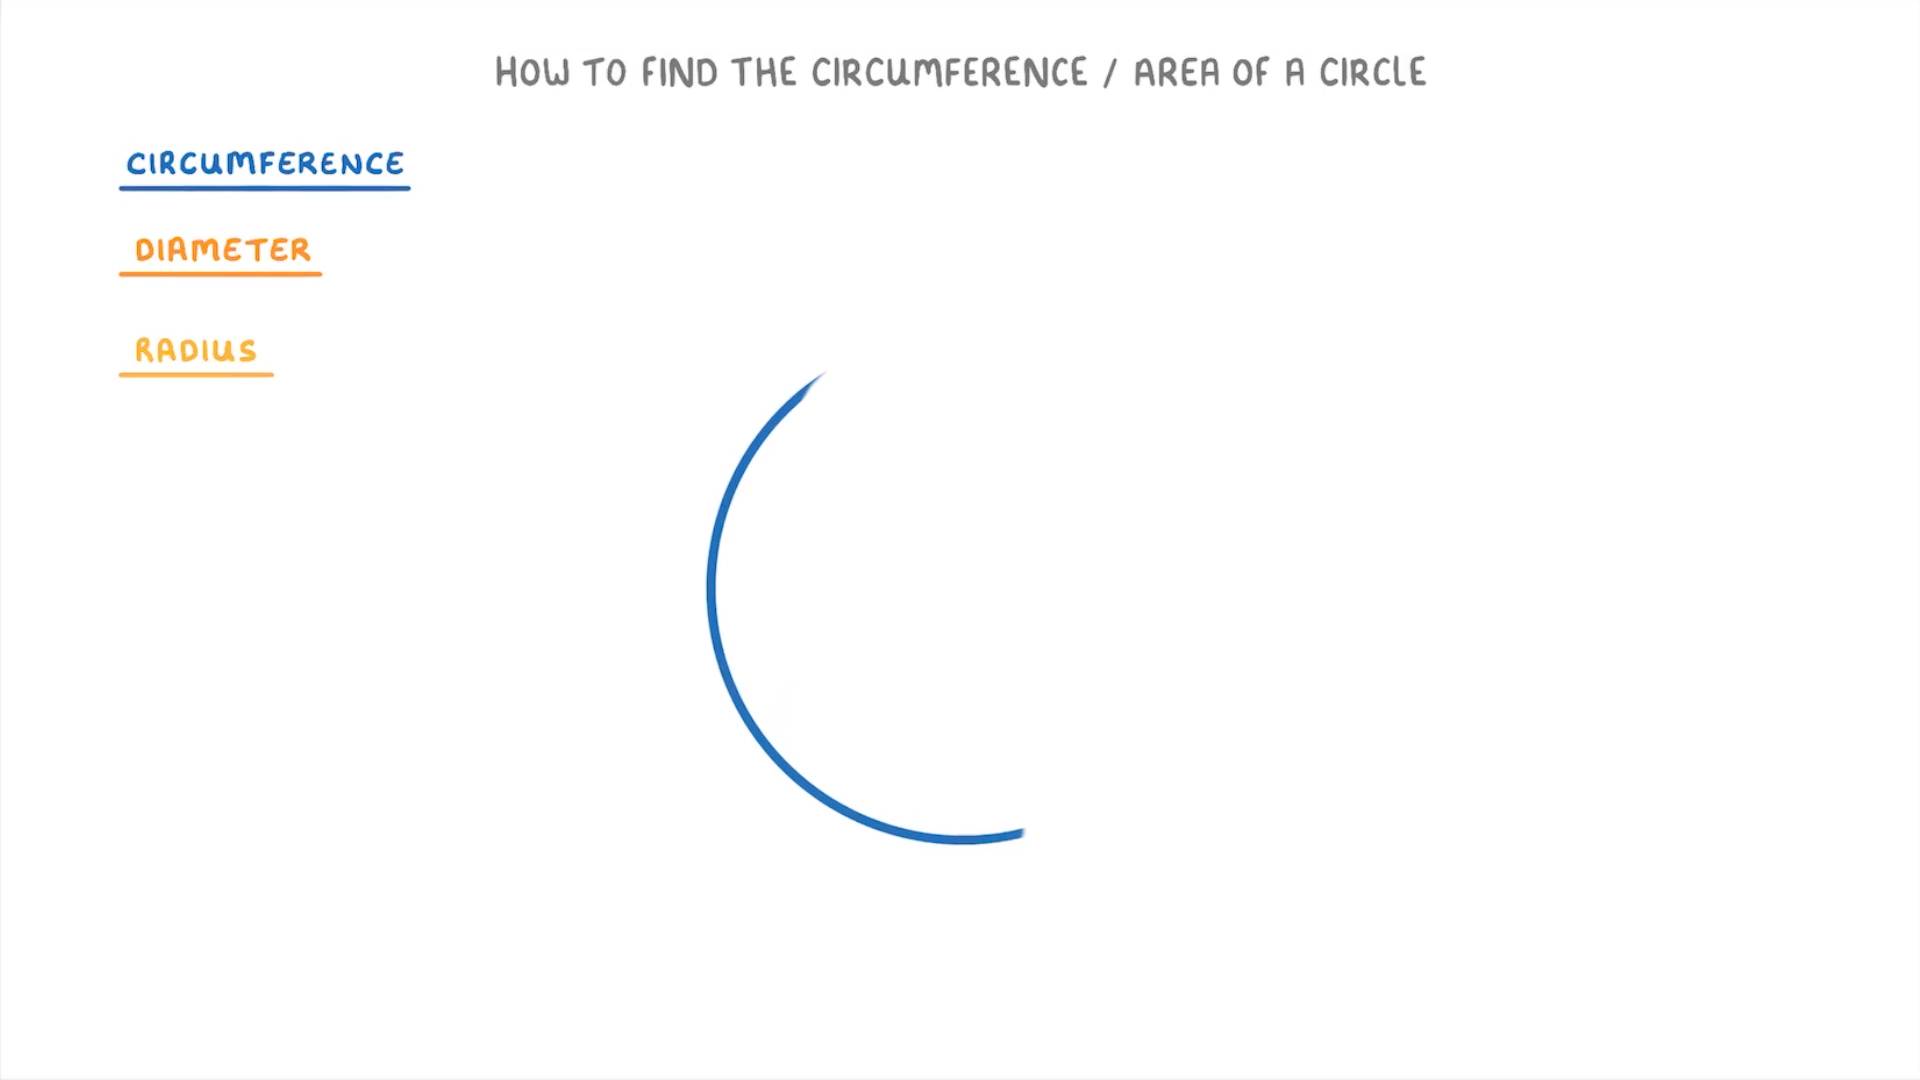 HOW TO FIND THE CIRCUMFERENCE / AREA OF A CIRCLE
CIRCUMFERENCE
DIAMETER
RADIUS